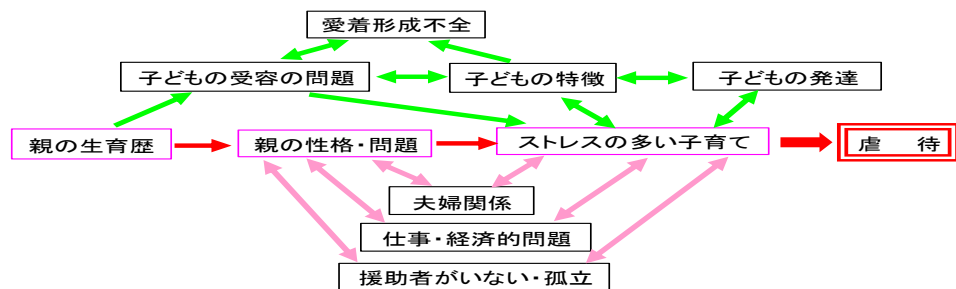 愛着形成不全
子どもの受容の問題
子どもの特徴
子どもの発達
親の生育歴
親の性格・問題
ストレスの多い子育て
虐　待
夫婦関係
仕事・経済的問題
援助者がいない・孤立